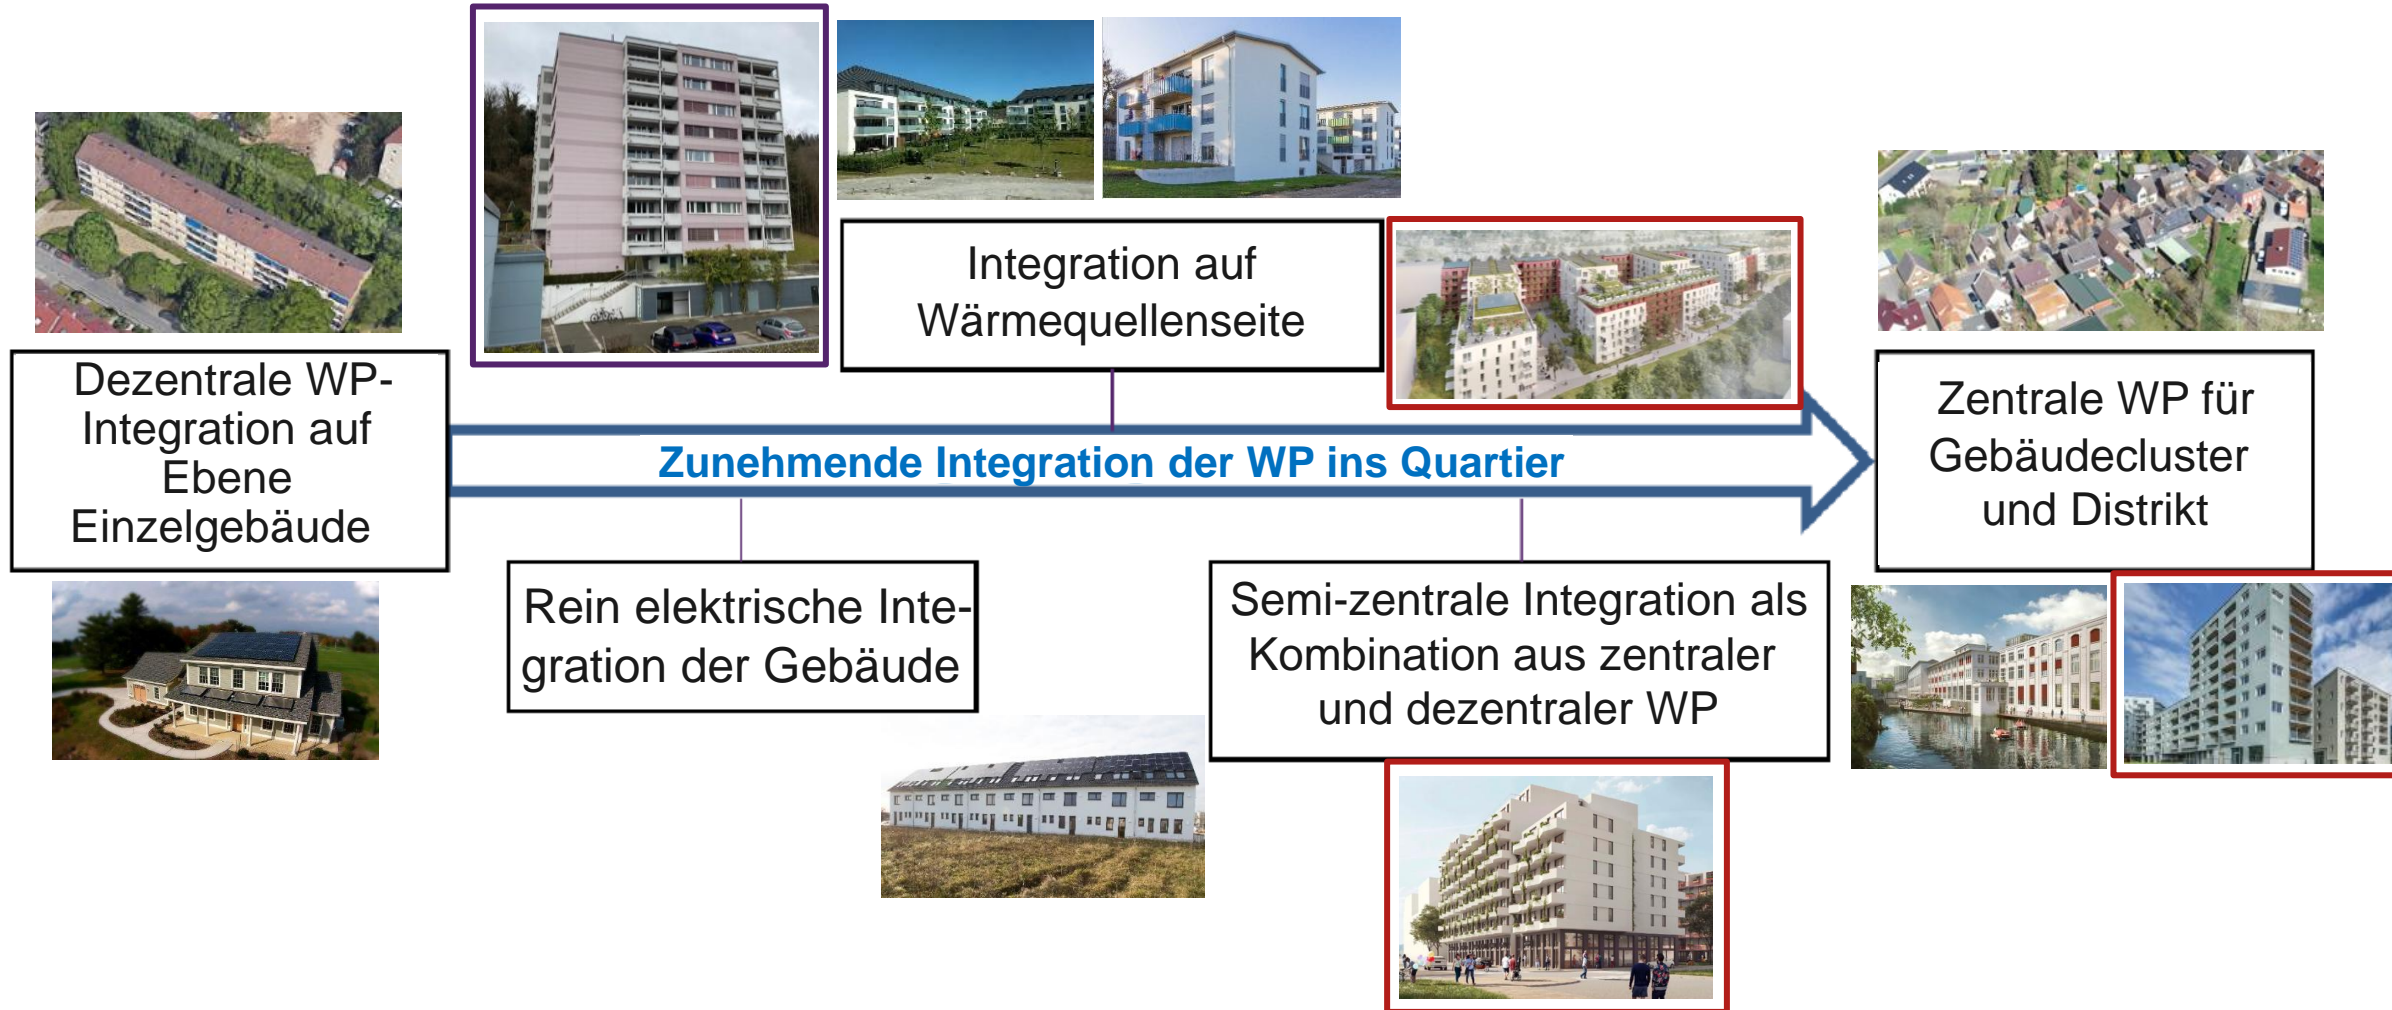 Integration auf
Wärmequellenseite
Dezentrale WP-
Integration auf
Ebene
Einzelgebäude
Zunehmende Integration der WP ins Quartier
Zentrale WP für
Gebäudecluster
und Distrikt
Rein elektrische Inte-
gration der Gebäude
Semi-zentrale Integration als
Kombination aus zentraler
und dezentraler WP